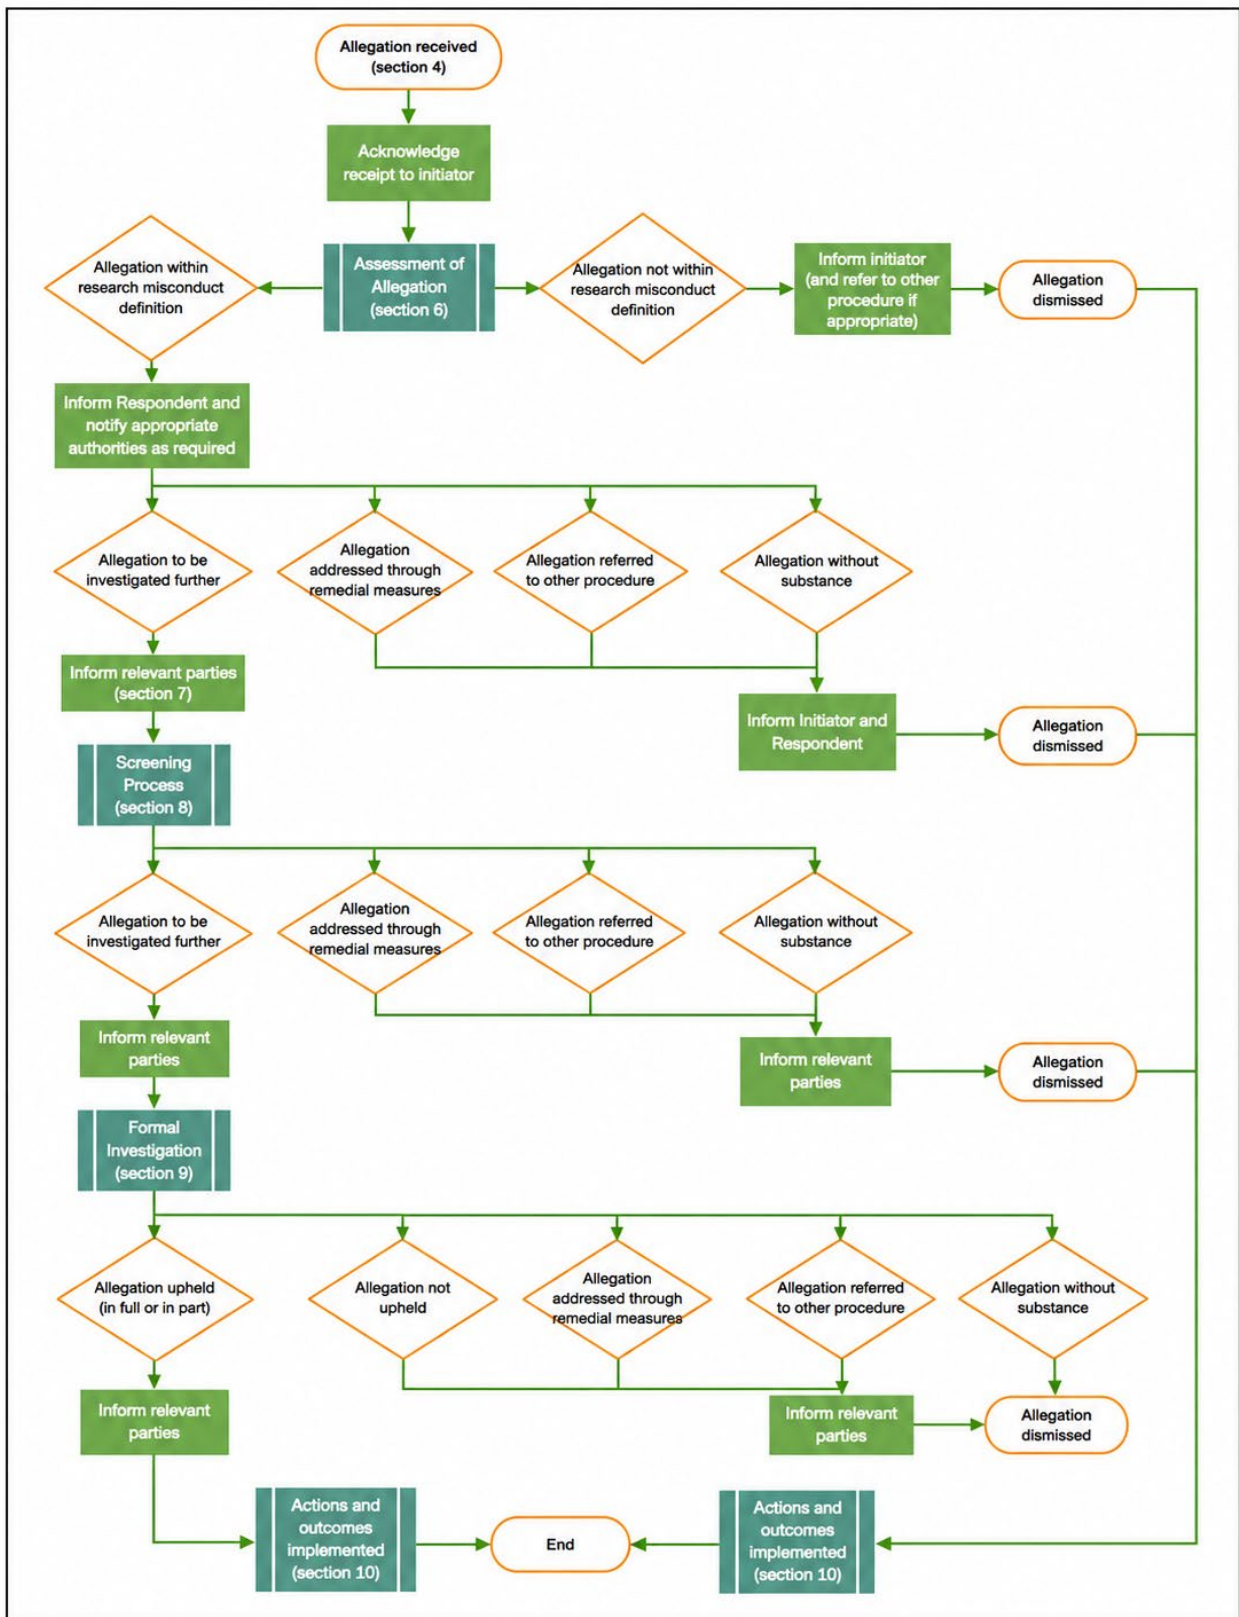 Allegation received
(section 4)
Acknowledge
receipt to initiator
Allegation within
research misconduct
definition
Assessment of
Allegation
(section 6)
Allegation not within
research misconduct
definition
Inform initiator
(and refer to other
procedure if
appropriate)
Allegation
dismissed
Inform Respondent and
notify appropriate
authorities as required
Allegation to be
investigated further
Allegation
addressed through
remedial measures
Allegation referred
to other procedure
Allegation without
substance
Inform relevant parties
(section 7)
Inform Initiator and
Respondent
Allegation
dismissed
Screening
Process
(section 8)
Allegation to be
investigated further
Allegation
addressed through
remedial measures
Allegation referred
to other procedure
Allegation without
substance
Inform relevant
parties
Inform relevant
parties
Allegation
dismissed
Formal
Investigation
(section 9)
Allegation upheld
(in full or in part)
Allegation not
upheld
Allegation
addressed through
remedial measures
Allegation referred
to other procedure
Allegation without
substance
Inform relevant
parties
Inform relevant
parties
Allegation
dismissed
Actions and
outcomes
implemented
(section 10)
End
Actions and
outcomes
implemented
(section 10)